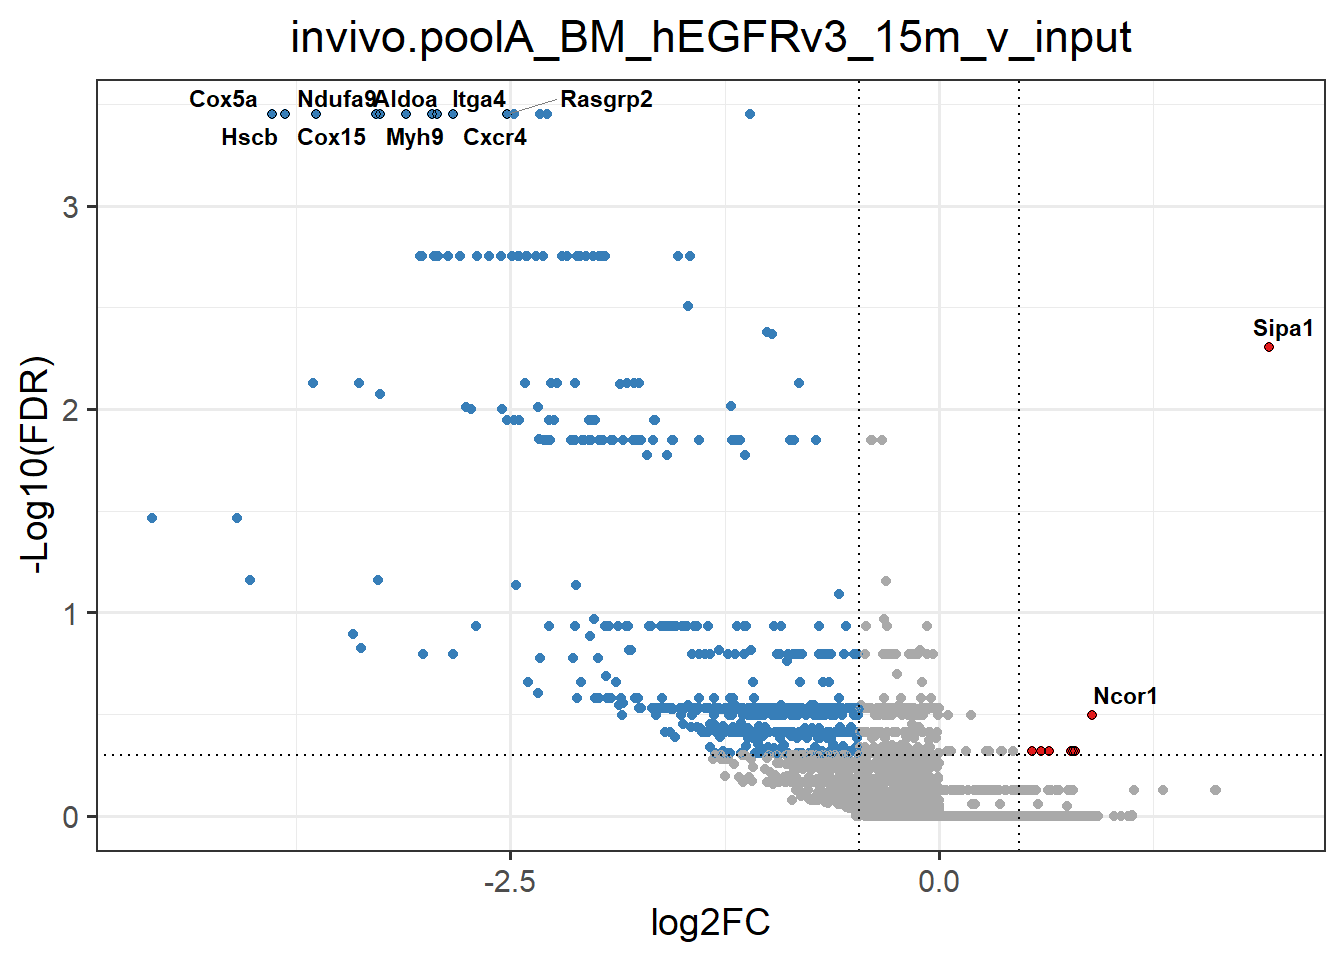 invivo.poolA_BM_hEGFRv3_15m_v_input
Cox5a Ndufa9 Aldoa Itga4 Rasgrp2
Hscb Cox15 Myh9 Cxcr4
Sipa1
Ncor1
-Log10(FDR)
3
2
1
0
-2.5 0.0
log2FC